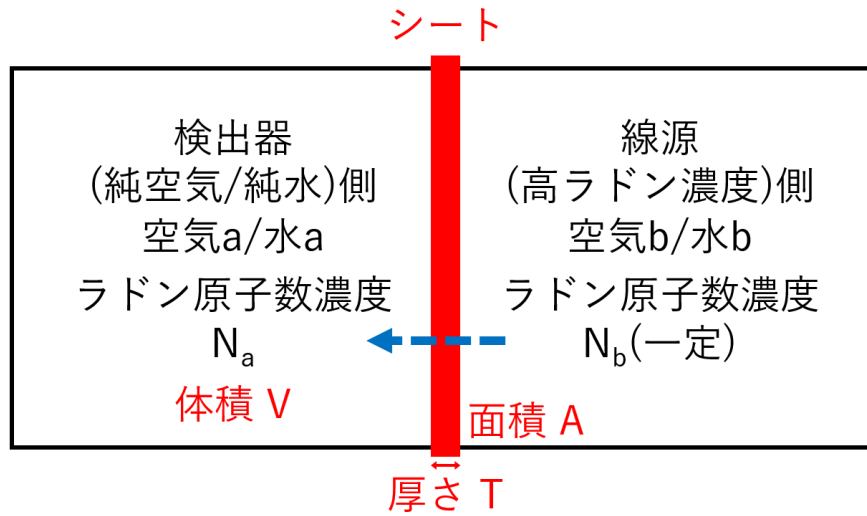 シート
検出器
(純空気/純水)側
空気a/水a
ラドン原子数濃度
Na
体積 V
線源
(高ラドン濃度)側
空気b/水b
ラドン原子数濃度
Nb(一定)
面積 A
厚さ T